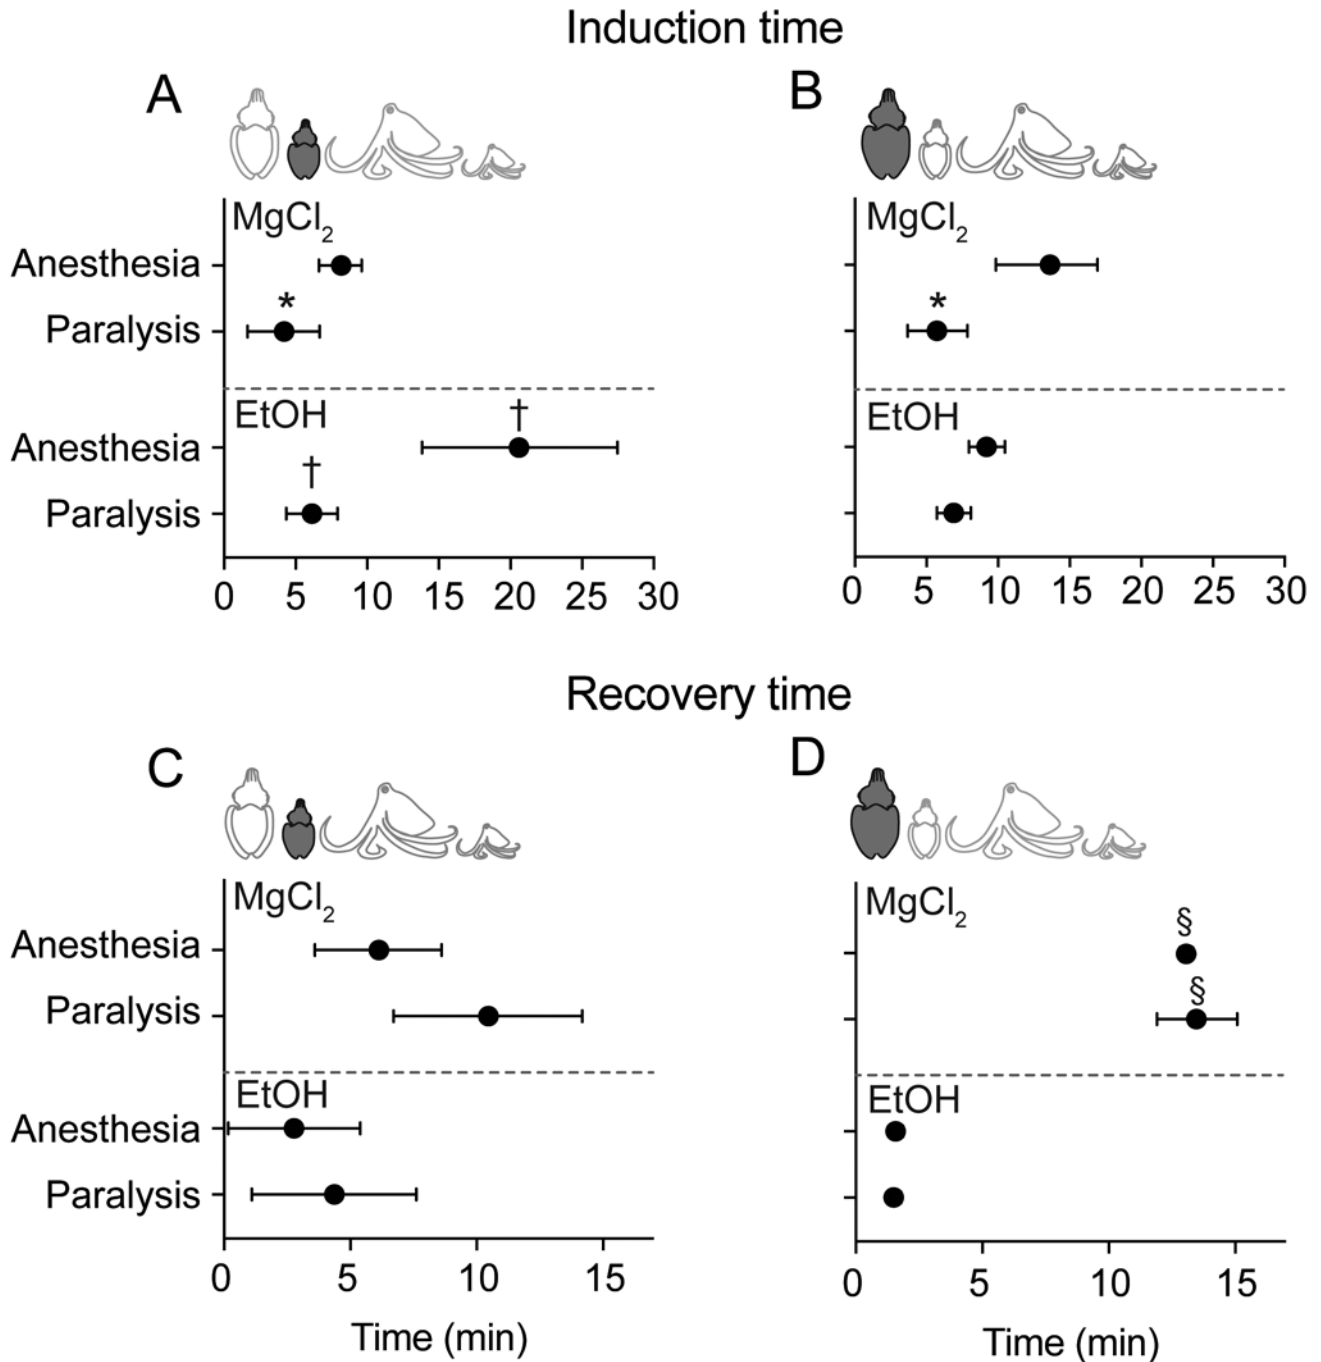 Induction time
A
MgCl2
Anesthesia
*
Paralysis
EtOH
†
Anesthesia
†
Paralysis
0 5 10 15 20 25 30
B
MgCl2
*
EtOH
0 5 10 15 20 25 30
Recovery time
C
MgCl2
Anesthesia
Paralysis
EtOH
Anesthesia
Paralysis
0 5 10 15
Time (min)
D
MgCl2
§
§
EtOH
0 5 10 15
Time (min)